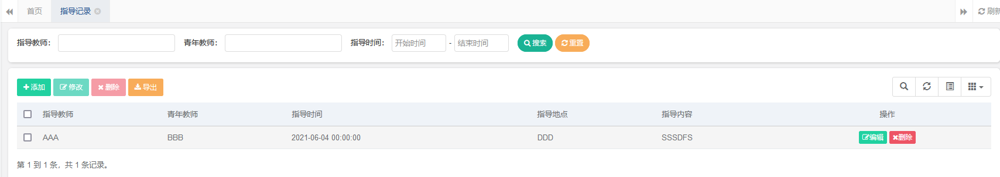 首页 指导记录 刷新
指导教师： 青年教师： 指导时间： 开始时间 - 结束时间 搜索 重置
添加 修改 删除 导出
指导教师 青年教师 指导时间 指导地点 指导内容 操作
AAA BBB 2021-06-04 00:00:00 DDD SSSDFS 编辑 删除
第 1 到 1 条，共 1 条记录。